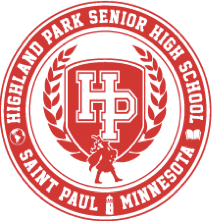 HIGHLAND PARK SENIOR HIGH SCHOOL
HP
SAINT PAUL MINNESOTA